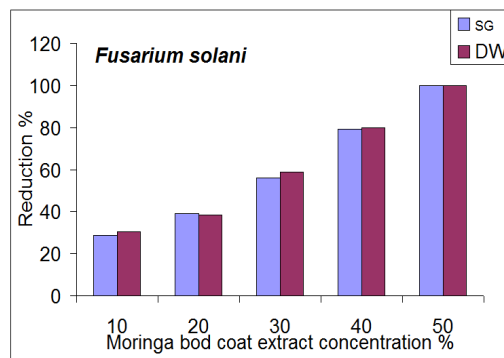 Fusarium solani
SG
DW
Reduction %
120
100
80
60
40
20
0
10 20 30 40 50
Moringa bod coat extract concentration %